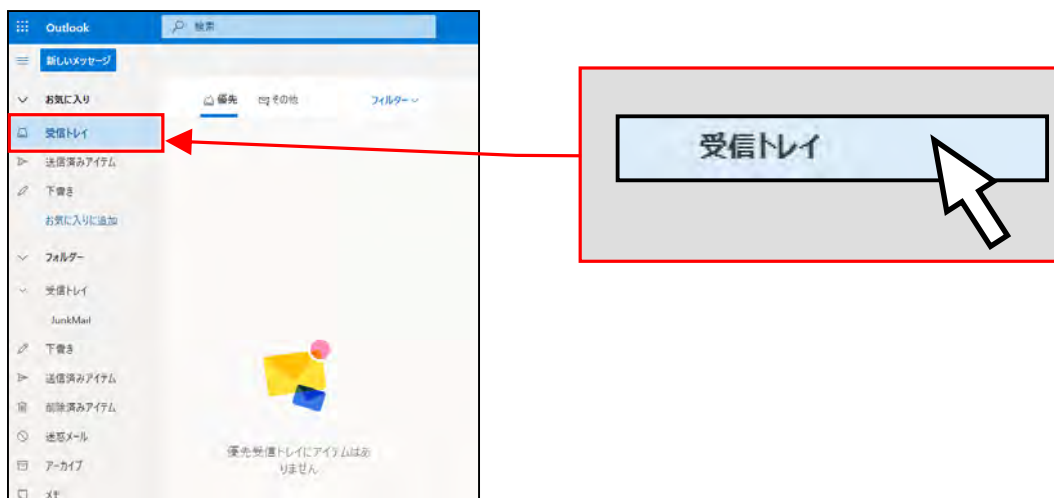 Outlook
検索
新しいメッセージ
お気に入り
優先 その他 フィルター
受信トレイ
送信済みアイテム
下書き
お気に入りに追加
フォルダー
受信トレイ
JunkMail
下書き
送信済みアイテム
削除済みアイテム
迷惑メール
アーカイブ
メモ
優先受信トレイにアイテムはあ
りません
受信トレイ